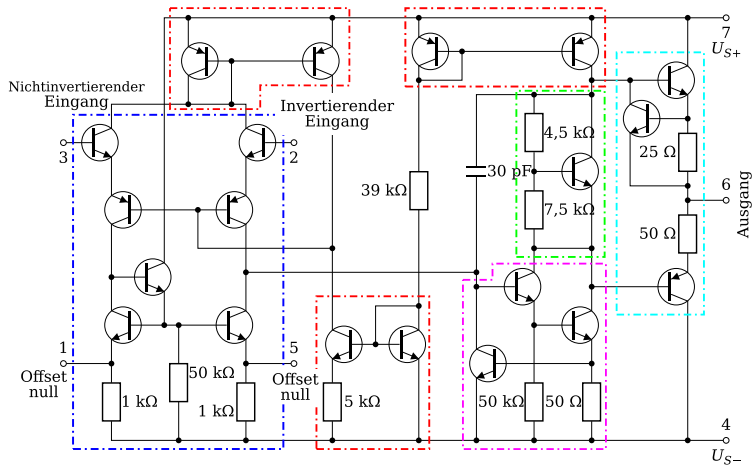 7
U_S+
Nichtinvertierender
Eingang
Invertierender
Eingang
3
2
4,5 kΩ
25 Ω
30 pF
39 kΩ
6
Ausgang
7,5 kΩ
50 Ω
1
5
Offset
null
50 kΩ
Offset
null
1 kΩ
1 kΩ
5 kΩ
50 kΩ
50 Ω
4
U_S−